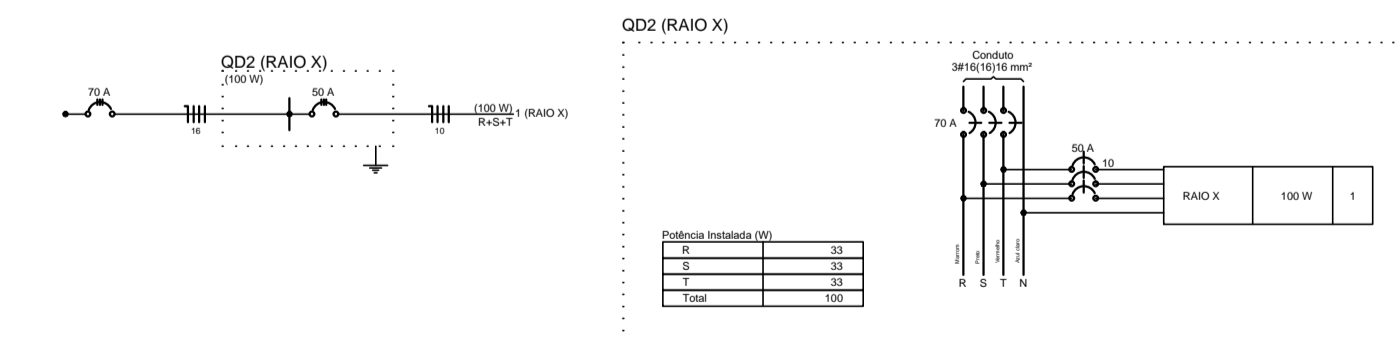 QD2 (RAIO X)
(100 W)
70 A
50 A
16
10
(100 W)
R+S+T
1 (RAIO X)
QD2 (RAIO X)
Conduto
3#16(16)16 mm²
70 A
50 A
10
RAIO X 100 W 1
Marrom
Preto
Vermelho
Azul claro
R S T N
Potência Instalada (W)
R 33
S 33
T 33
Total 100